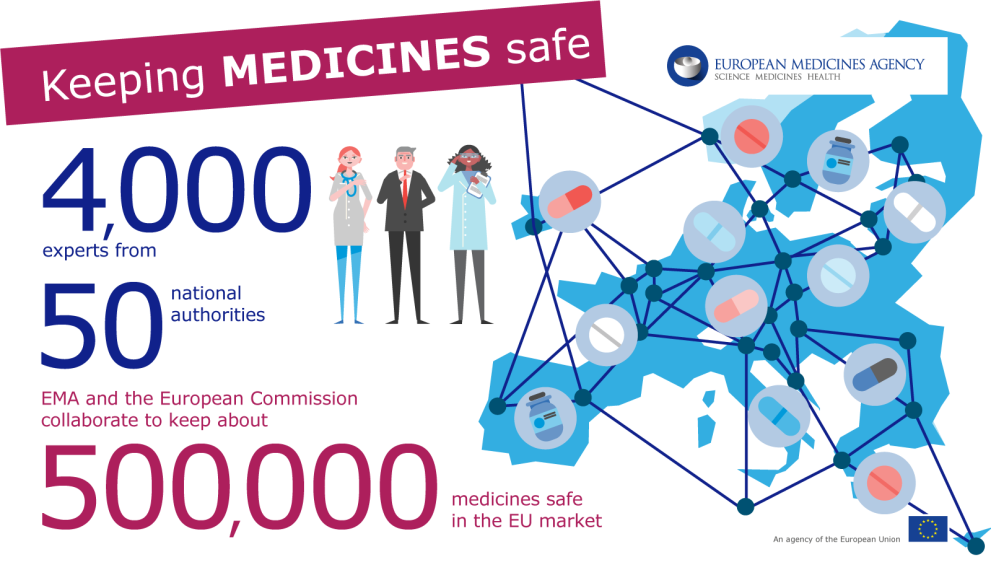 Keeping MEDICINES safe
EUROPEAN MEDICINES AGENCY
SCIENCE MEDICINES HEALTH
4,000
experts from
50
national
authorities
EMA and the European Commission
collaborate to keep about
500,000
medicines safe
in the EU market
An agency of the European Union